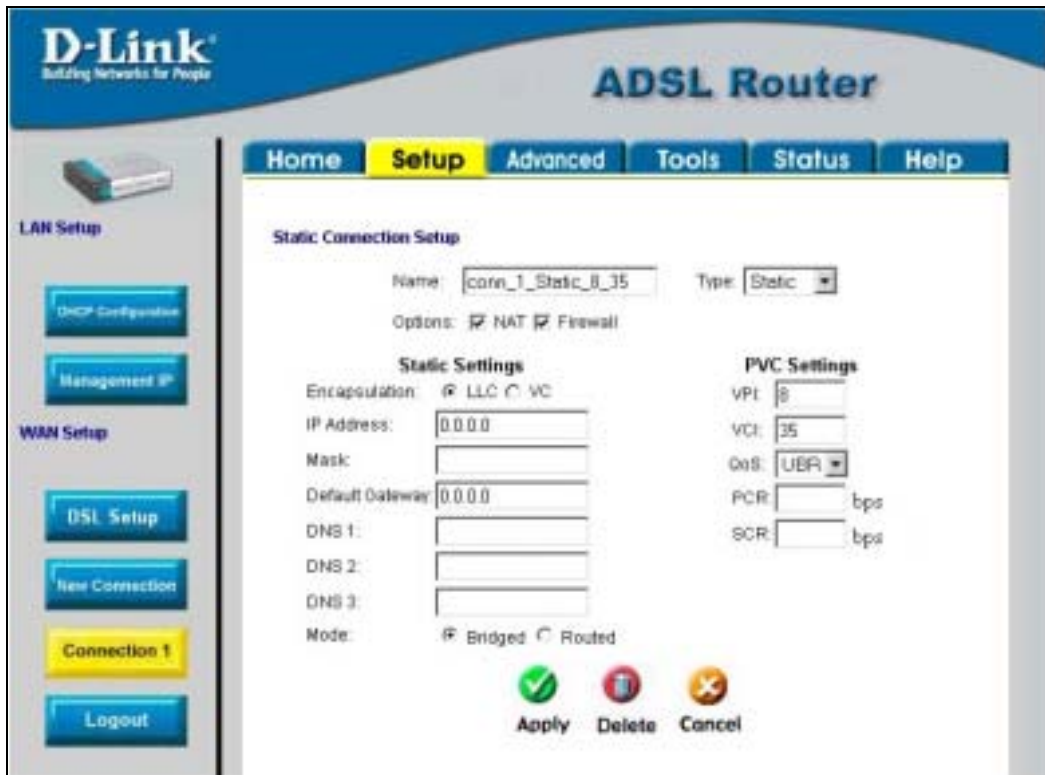 D-Link
Building Networks for People
ADSL Router
Home Setup Advanced Tools Status Help
LAN Setup
DHCP Configuration
Management IP
WAN Setup
DSL Setup
New Connection
Connection 1
Logout
Static Connection Setup
Name: conn_1_Static_8_35 Type: Static
Options: NAT Firewall
Static Settings
Encapsulation: LLC VC
IP Address: 0.0.0.0
Mask:
Default Gateway: 0.0.0.0
DNS 1:
DNS 2:
DNS 3:
Mode: Bridged Routed
PVC Settings
VPI: 8
VCI: 35
QoS: UBR
PCR: bps
SCR: bps
Apply Delete Cancel